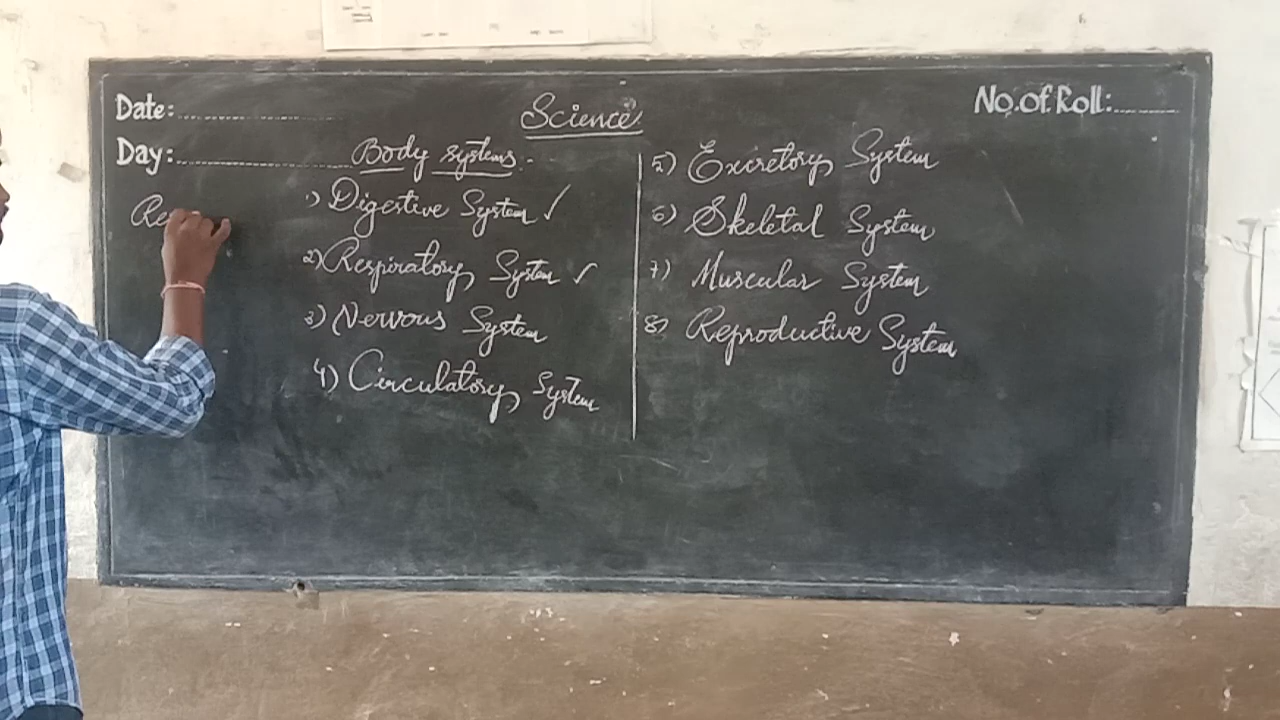 Science
Date:
No. of Roll:
Day:
Body systems.
1) Digestive System ✓
2) Respiratory System ✓
3) Nervous System
4) Circulatory System
5) Excretory System
6) Skeletal System
7) Muscular System
8) Reproductive System
Re